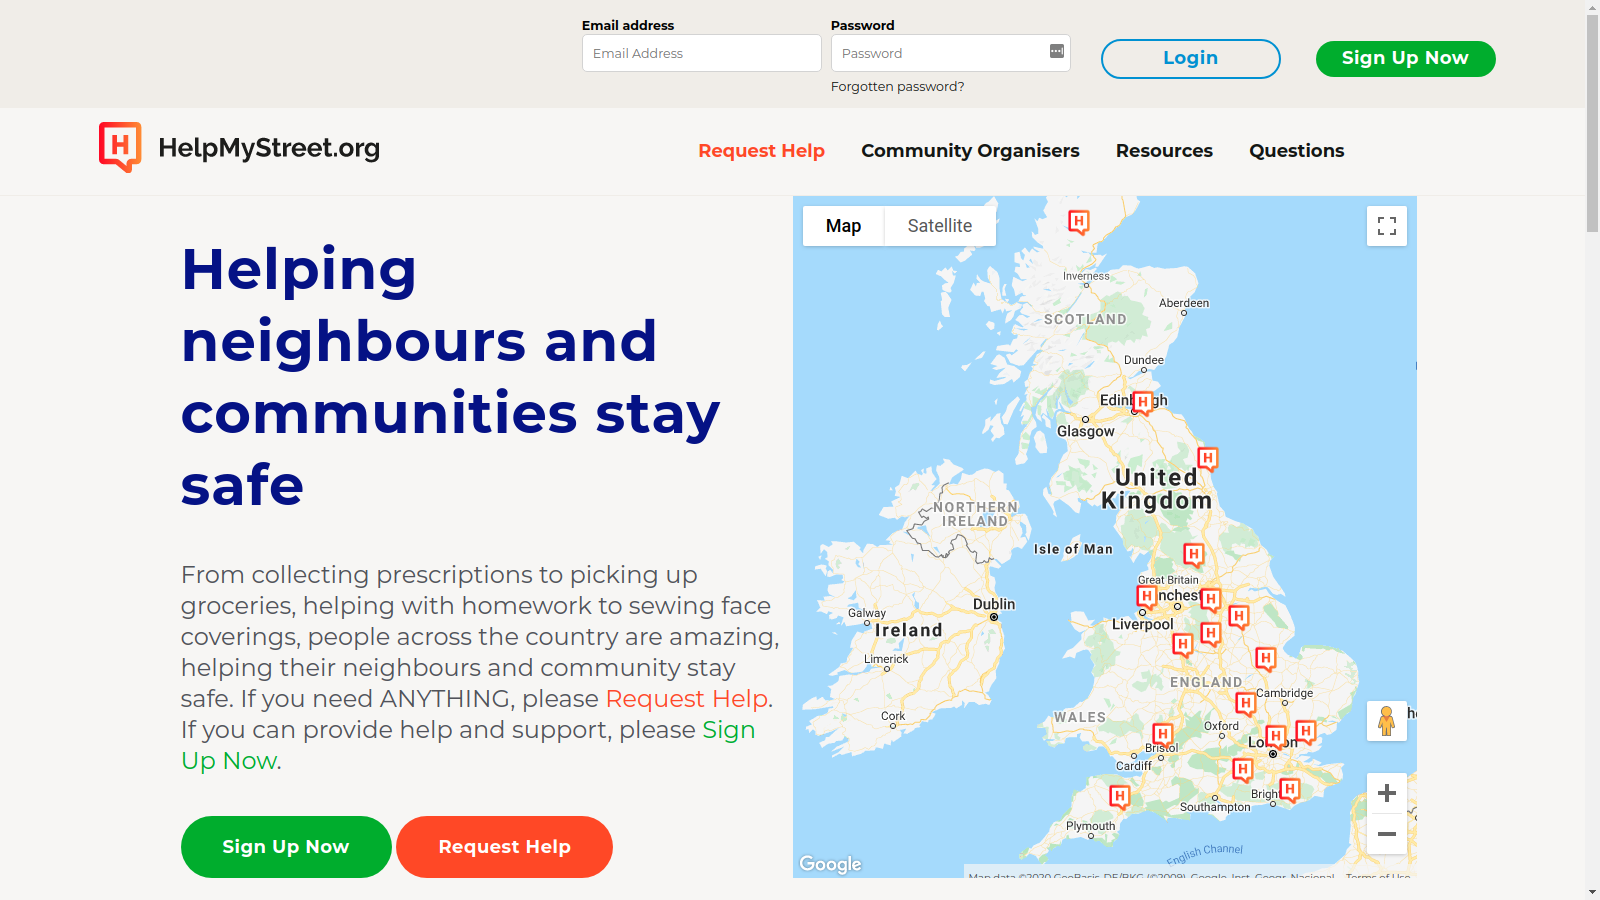 Email address
Password
Email Address
Password
Login
Sign Up Now
Forgotten password?
H
HelpMyStreet.org
Request Help
Community Organisers
Resources
Questions
Helping
neighbours and
communities stay
safe
From collecting prescriptions to picking up
groceries, helping with homework to sewing face
coverings, people across the country are amazing,
helping their neighbours and community stay
safe. If you need ANYTHING, please Request Help.
If you can provide help and support, please Sign
Up Now.
Sign Up Now
Request Help
Map
Satellite
H
Inverness
Aberdeen
SCOTLAND
Dundee
H
Glasgow
H
United
Kingdom
NORTHERN
IRELAND
Isle of Man
H
Great Britain
H
H
Dublin
H
Galway
Liverpool
Ireland
H
H
Limerick
H
ENGLAND
Cambridge
H
WALES
Cork
Oxford
H
H
H
Bristol
Cardiff
H
H
H
Southampton
Plymouth
English Channel
Google
Map data ©2020 GeoBasis-DE/BKG (©2009), Google, Inst. Geogr. Nacional
Terms of Use